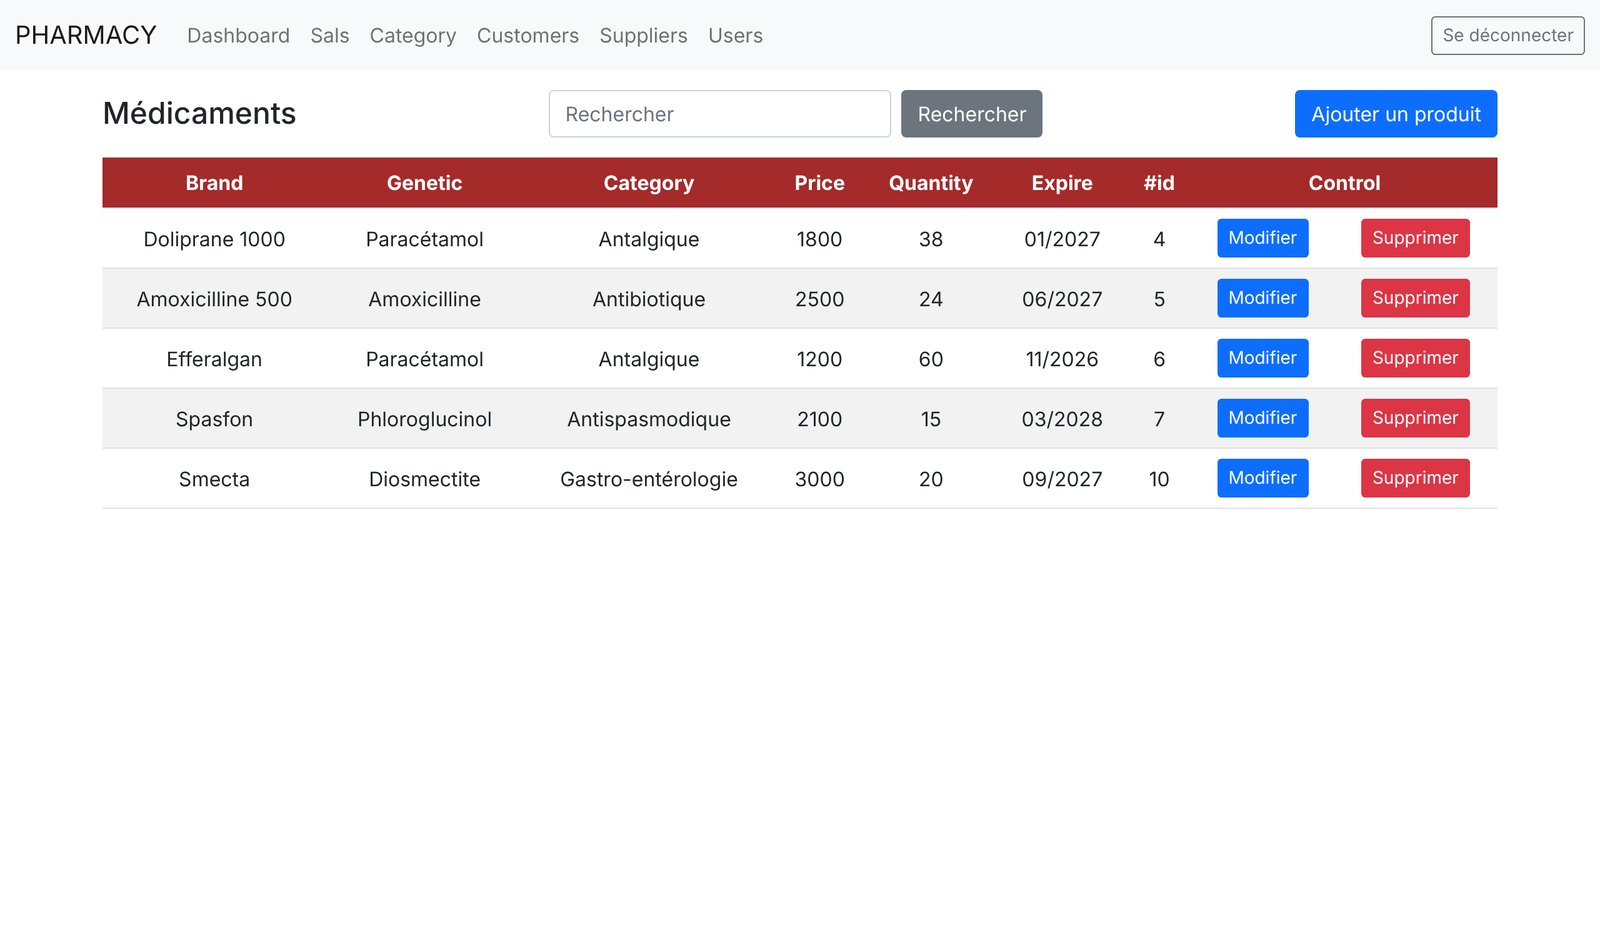 PHARMACY Dashboard Sals Category Customers Suppliers Users Se déconnecter
Médicaments Rechercher Rechercher Ajouter un produit
Brand Genetic Category Price Quantity Expire #id Control
Doliprane 1000 Paracétamol Antalgique 1800 38 01/2027 4 Modifier Supprimer
Amoxicilline 500 Amoxicilline Antibiotique 2500 24 06/2027 5 Modifier Supprimer
Efferalgan Paracétamol Antalgique 1200 60 11/2026 6 Modifier Supprimer
Spasfon Phloroglucinol Antispasmodique 2100 15 03/2028 7 Modifier Supprimer
Smecta Diosmectite Gastro-entérologie 3000 20 09/2027 10 Modifier Supprimer